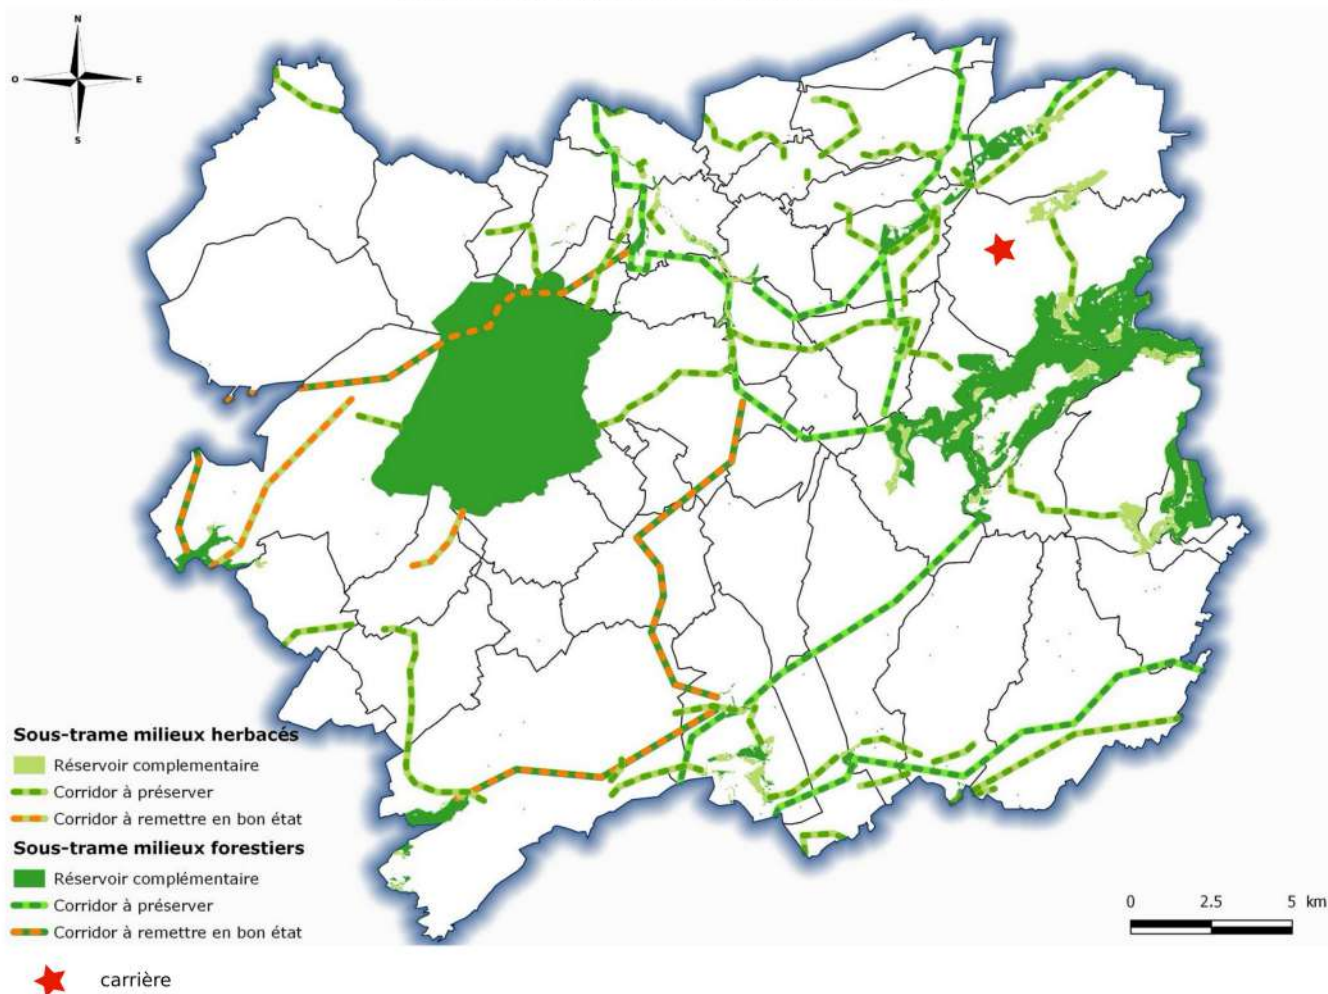 N
O
E
S
Sous-trame milieux herbacés
Réservoir complementaire
Corridor à préserver
Corridor à remettre en bon état
Sous-trame milieux forestiers
Réservoir complémentaire
Corridor à préserver
Corridor à remettre en bon état
0 2.5 5 km
carrière